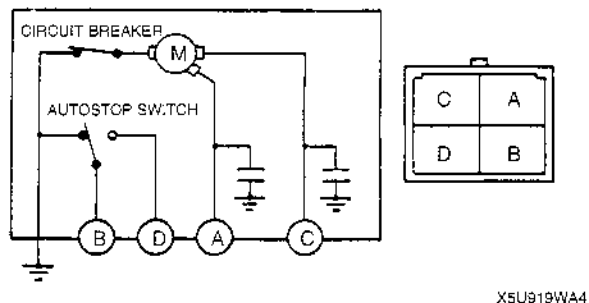 CIRCUIT BREAKER
M
AUTOSTOP SWITCH
C A
D B
B D A C
X5U919WA4